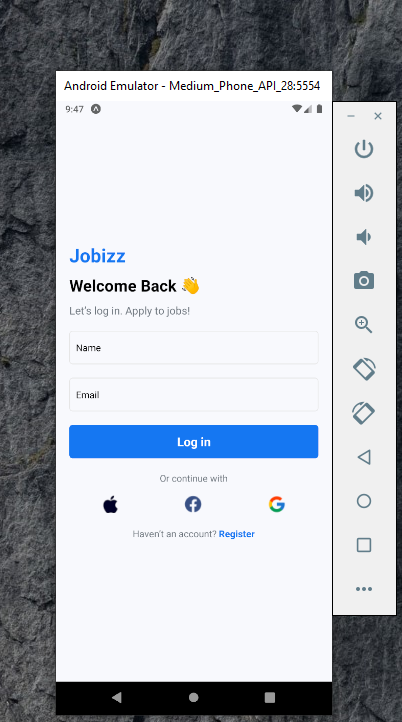 Android Emulator - Medium_Phone_API_28:5554
9:47
Jobizz
Welcome Back 👋
Let's log in. Apply to jobs!
Name
Email
Log in
Or continue with
Haven't an account? Register